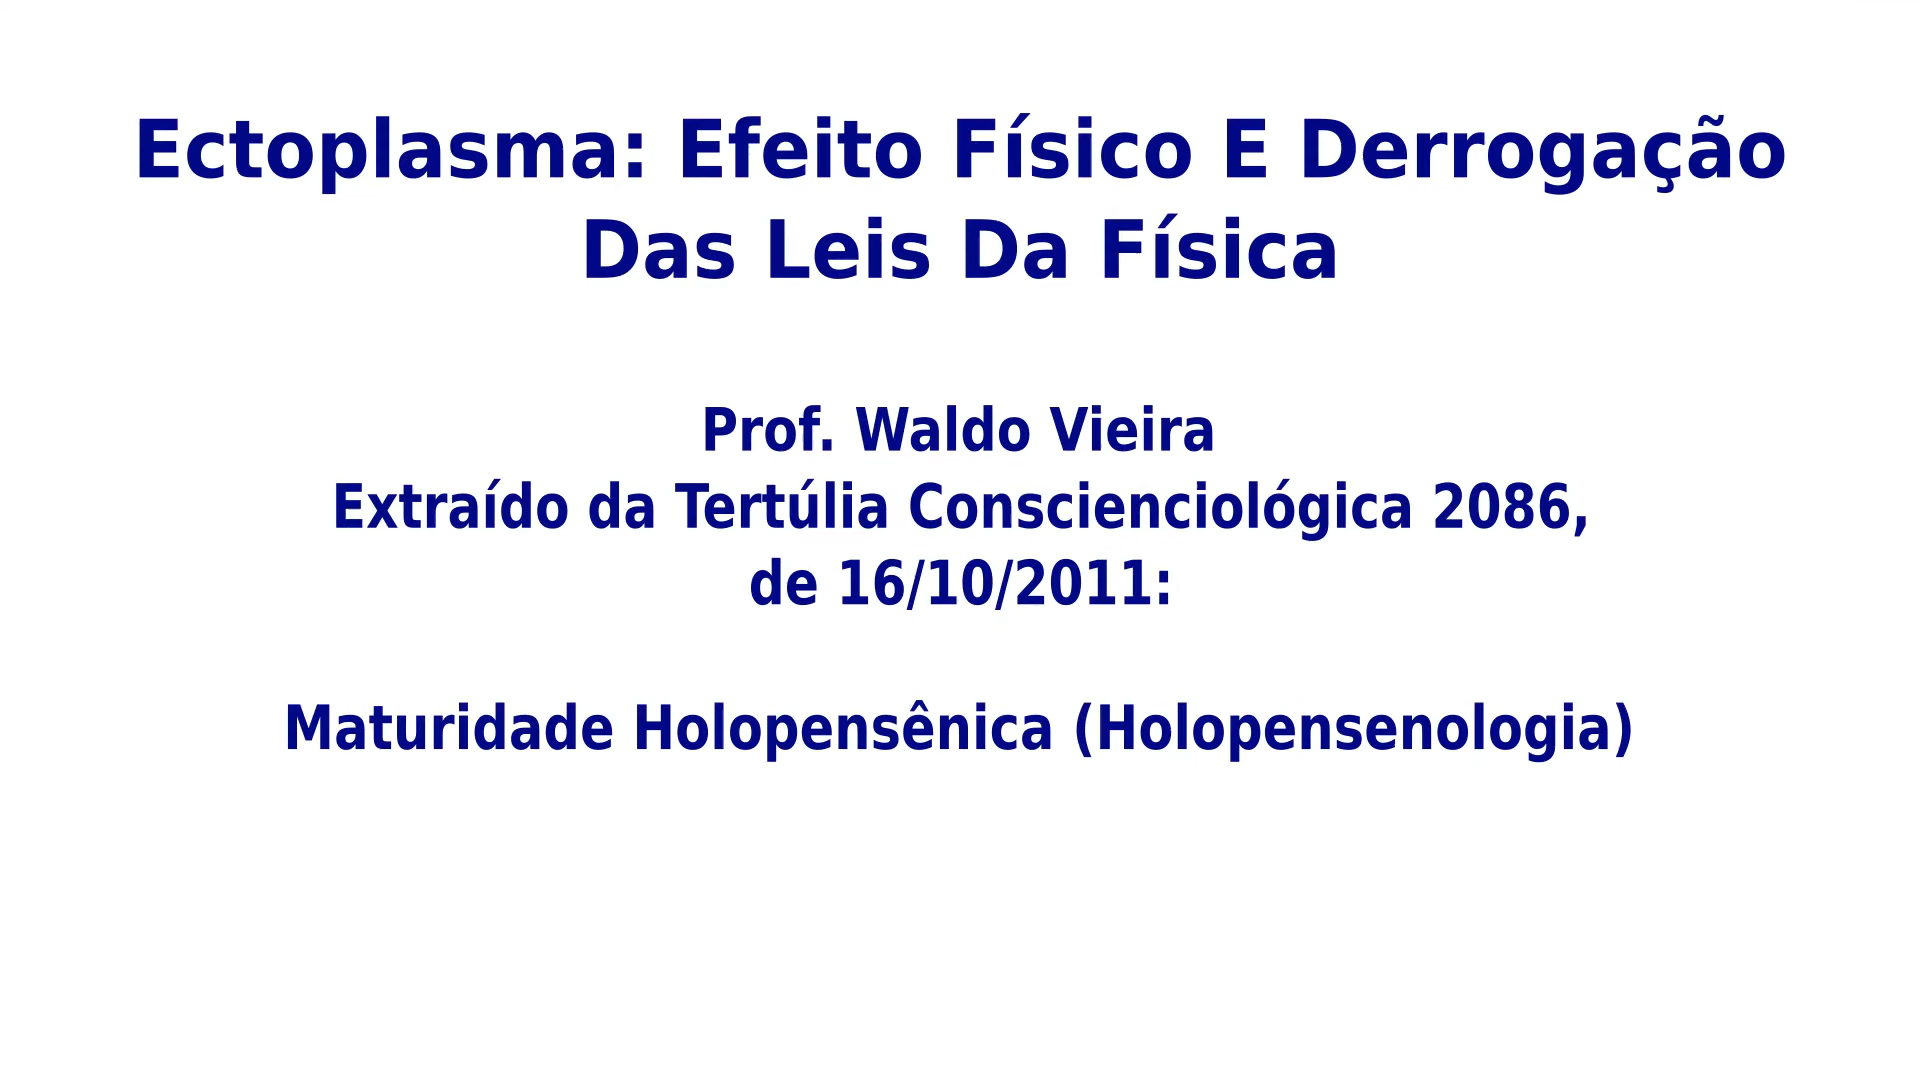 Ectoplasma: Efeito Físico E Derrogação
Das Leis Da Física
Prof. Waldo Vieira
Extraído da Tertúlia Conscienciológica 2086,
de 16/10/2011:
Maturidade Holopensênica (Holopensenologia)